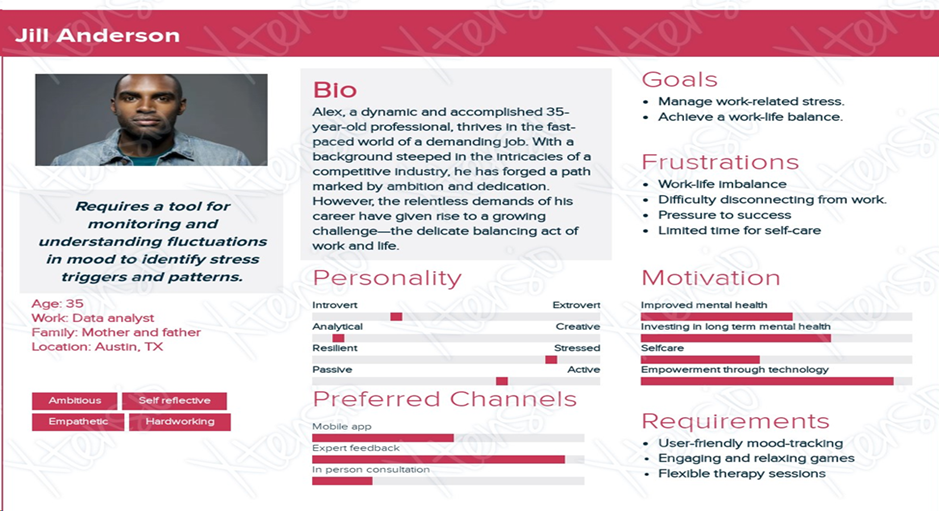 Jill Anderson
Requires a tool for
monitoring and
understanding fluctuations
in mood to identify stress
triggers and patterns.
Age: 35
Work: Data analyst
Family: Mother and father
Location: Austin, TX
Ambitious
Self reflective
Empathetic
Hardworking
Bio
Alex, a dynamic and accomplished 35-
year-old professional, thrives in the fast-
paced world of a demanding job. With a
background steeped in the intricacies of a
competitive industry, he has forged a path
marked by ambition and dedication.
However, the relentless demands of his
career have given rise to a growing
challenge—the delicate balancing act of
work and life.
Personality
Introvert Extrovert
Analytical Creative
Resilient Stressed
Passive Active
Preferred Channels
Mobile app
Expert feedback
In person consultation
Goals
• Manage work-related stress.
• Achieve a work-life balance.
Frustrations
• Work-life imbalance
• Difficulty disconnecting from work.
• Pressure to success
• Limited time for self-care
Motivation
Improved mental health
Investing in long term mental health
Selfcare
Empowerment through technology
Requirements
• User-friendly mood-tracking
• Engaging and relaxing games
• Flexible therapy sessions